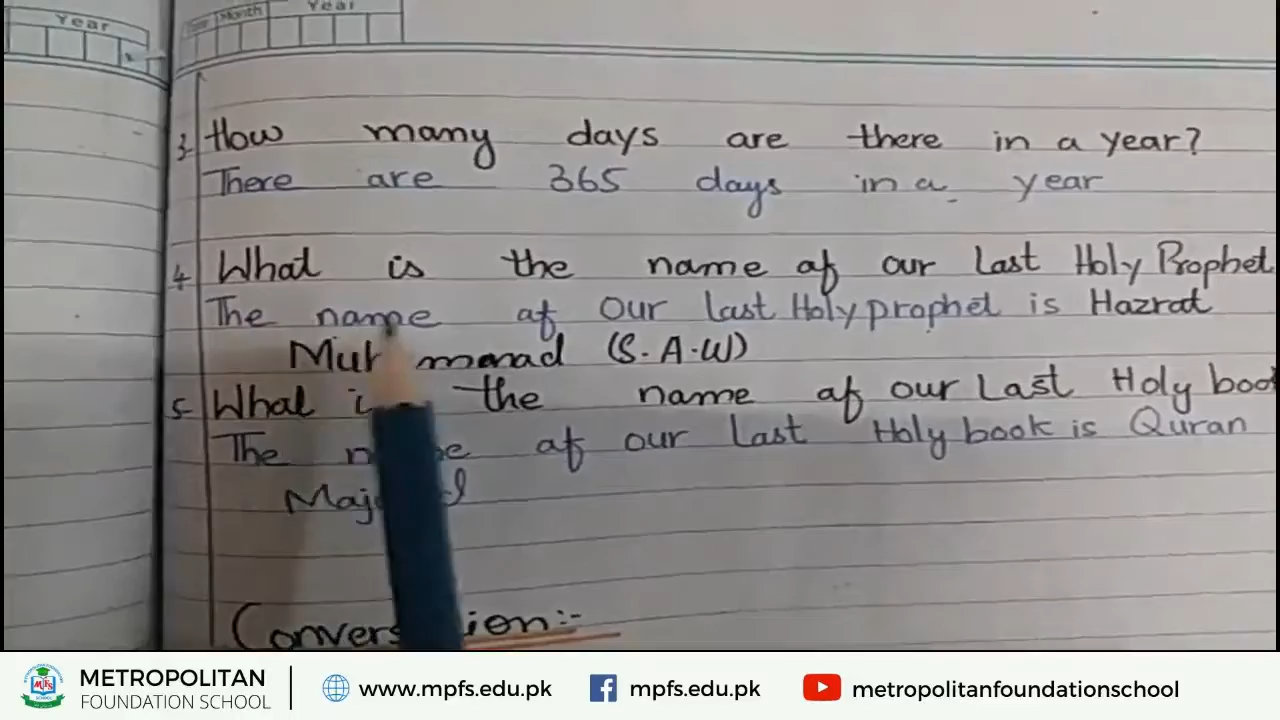 Year
Month
Year
3. How many days are there in a year?
There are 365 days in a year
4 What is the name of our Last Holy Prophet
The name of Our last Holy prophet is Hazrat
(S.A.W)
5 What the name of our Last Holy book
The of our last Holy book is Quran
Conversion:-
METROPOLITAN
FOUNDATION SCHOOL
www.mpfs.edu.pk
mpfs.edu.pk
metropolitanfoundationschool